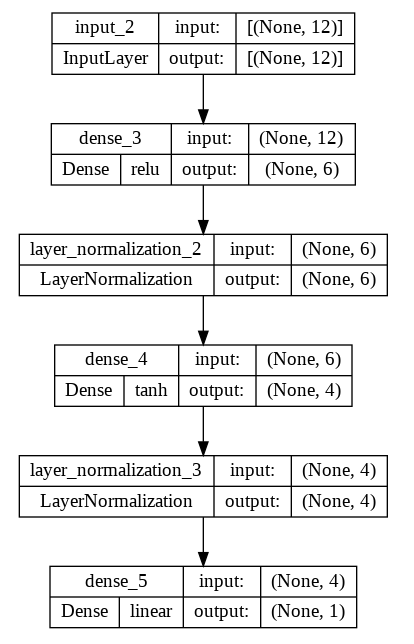 input_2 input: [(None, 12)]
InputLayer output: [(None, 12)]
dense_3 input: (None, 12)
Dense relu output: (None, 6)
layer_normalization_2 input: (None, 6)
LayerNormalization output: (None, 6)
dense_4 input: (None, 6)
Dense tanh output: (None, 4)
layer_normalization_3 input: (None, 4)
LayerNormalization output: (None, 4)
dense_5 input: (None, 4)
Dense linear output: (None, 1)